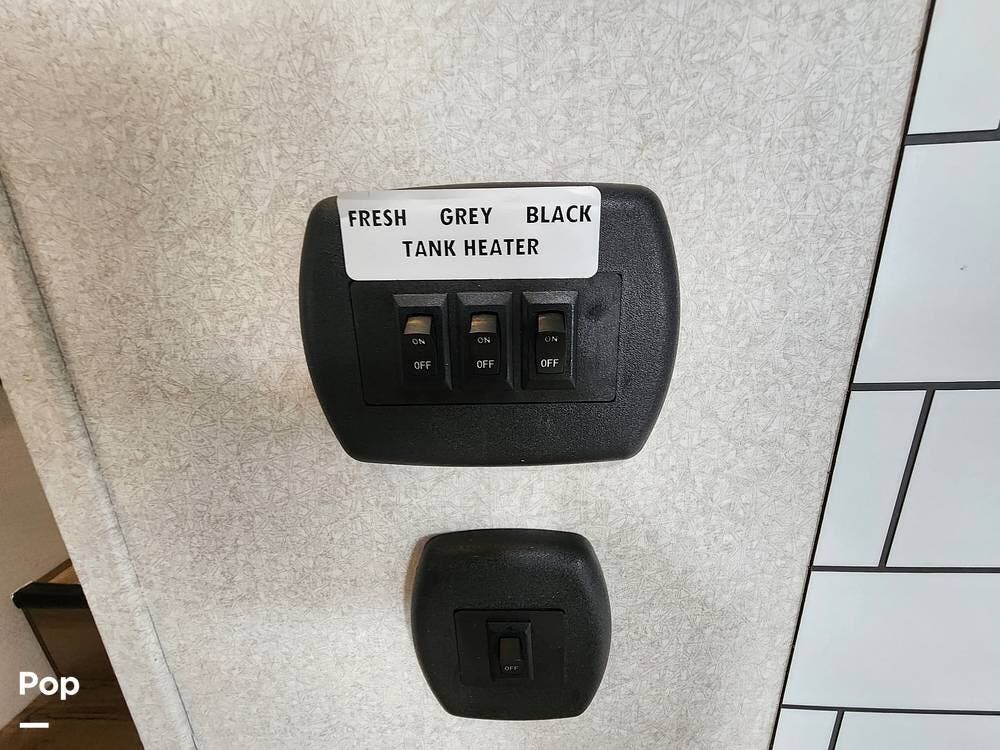 FRESH GREY BLACK
TANK HEATER
ON ON ON
OFF OFF OFF
OFF
Pop